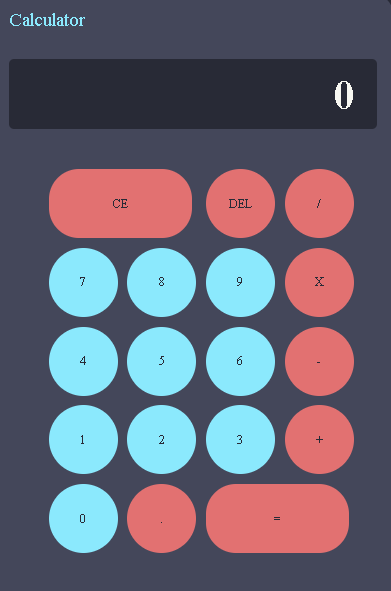 Calculator
0
CE DEL /
7 8 9 X
4 5 6 -
1 2 3 +
0 . =